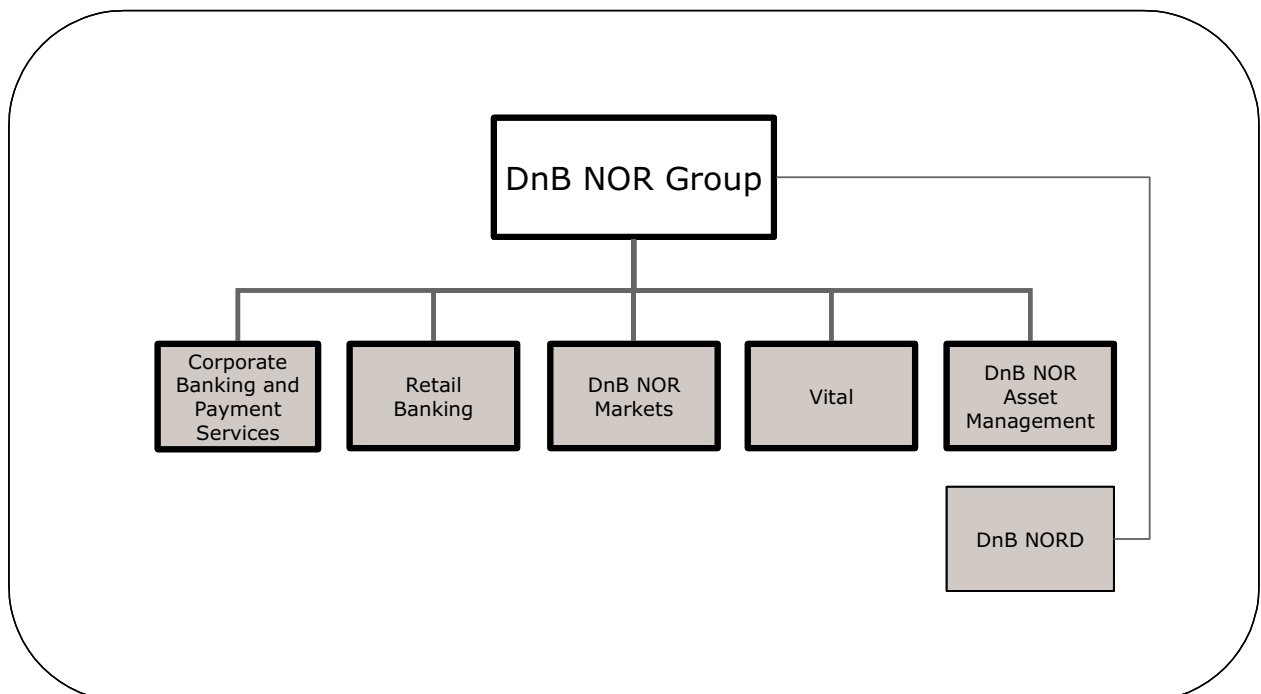 DnB NOR Group
Corporate
Banking and
Payment
Services
Retail
Banking
DnB NOR
Markets
Vital
DnB NOR
Asset
Management
DnB NORD